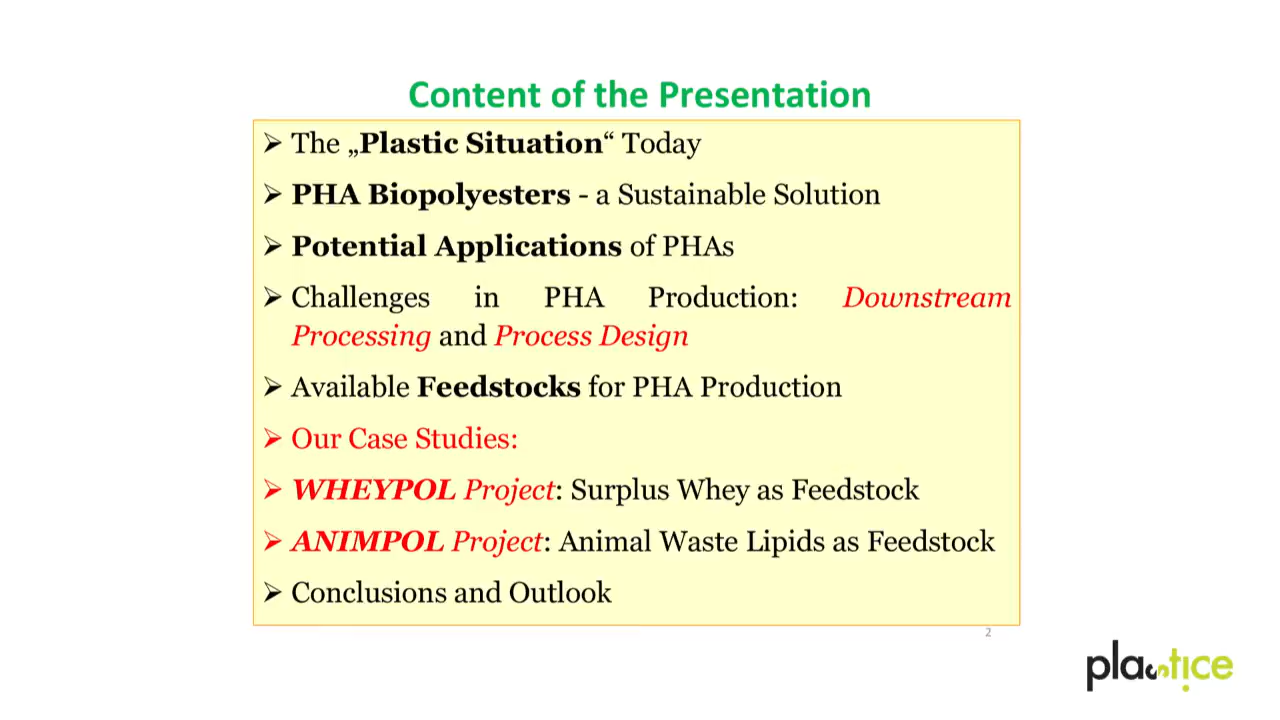 Content of the Presentation
➢ The „Plastic Situation“ Today
➢ PHA Biopolyesters - a Sustainable Solution
➢ Potential Applications of PHAs
➢ Challenges in PHA Production: Downstream
Processing and Process Design
➢ Available Feedstocks for PHA Production
➢ Our Case Studies:
➢ WHEYPOL Project: Surplus Whey as Feedstock
➢ ANIMPOL Project: Animal Waste Lipids as Feedstock
➢ Conclusions and Outlook
2
plastice